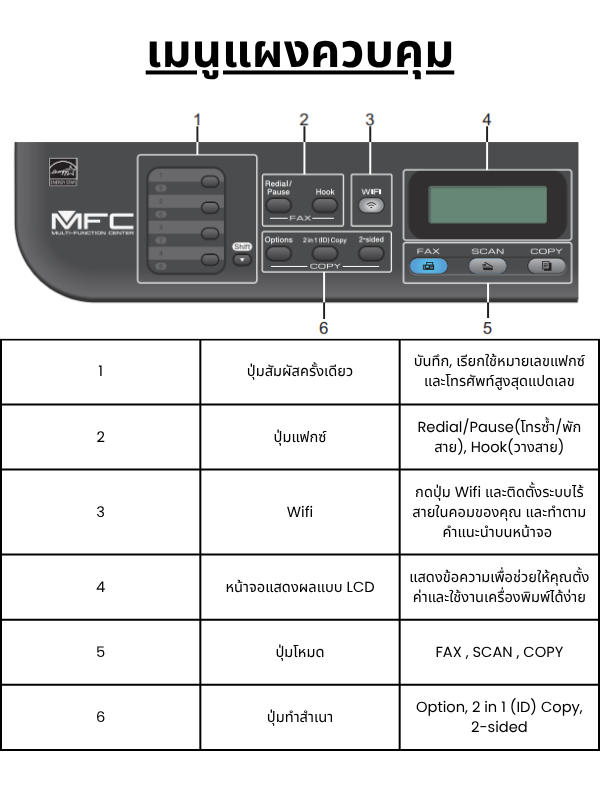 เมนูแผงควบคุม
1
2
3
4
1
2
3
4
5
6
7
8
Shift
MFC
MULTI-FUNCTION CENTER
ENERGY STAR
Redial/
Pause
Hook
FAX
WiFi
Options
2 in 1 (ID) Copy
2-sided
COPY
FAX
SCAN
COPY
6
5
1
ปุ่มสัมผัสครั้งเดียว
บันทึก, เรียกใช้หมายเลขแฟกซ์
และโทรศัพท์สูงสุดแปดเลข
2
ปุ่มแฟกซ์
Redial/Pause(โทรซ้ำ/พัก
สาย), Hook(วางสาย)
3
Wifi
กดปุ่ม Wifi และติดตั้งระบบไร้
สายในคอมของคุณ และทำตาม
คำแนะนำบนหน้าจอ
4
หน้าจอแสดงผลแบบ LCD
แสดงข้อความเพื่อช่วยให้คุณตั้ง
ค่าและใช้งานเครื่องพิมพ์ได้ง่าย
5
ปุ่มโหมด
FAX , SCAN , COPY
6
ปุ่มทำสำเนา
Option, 2 in 1 (ID) Copy,
2-sided